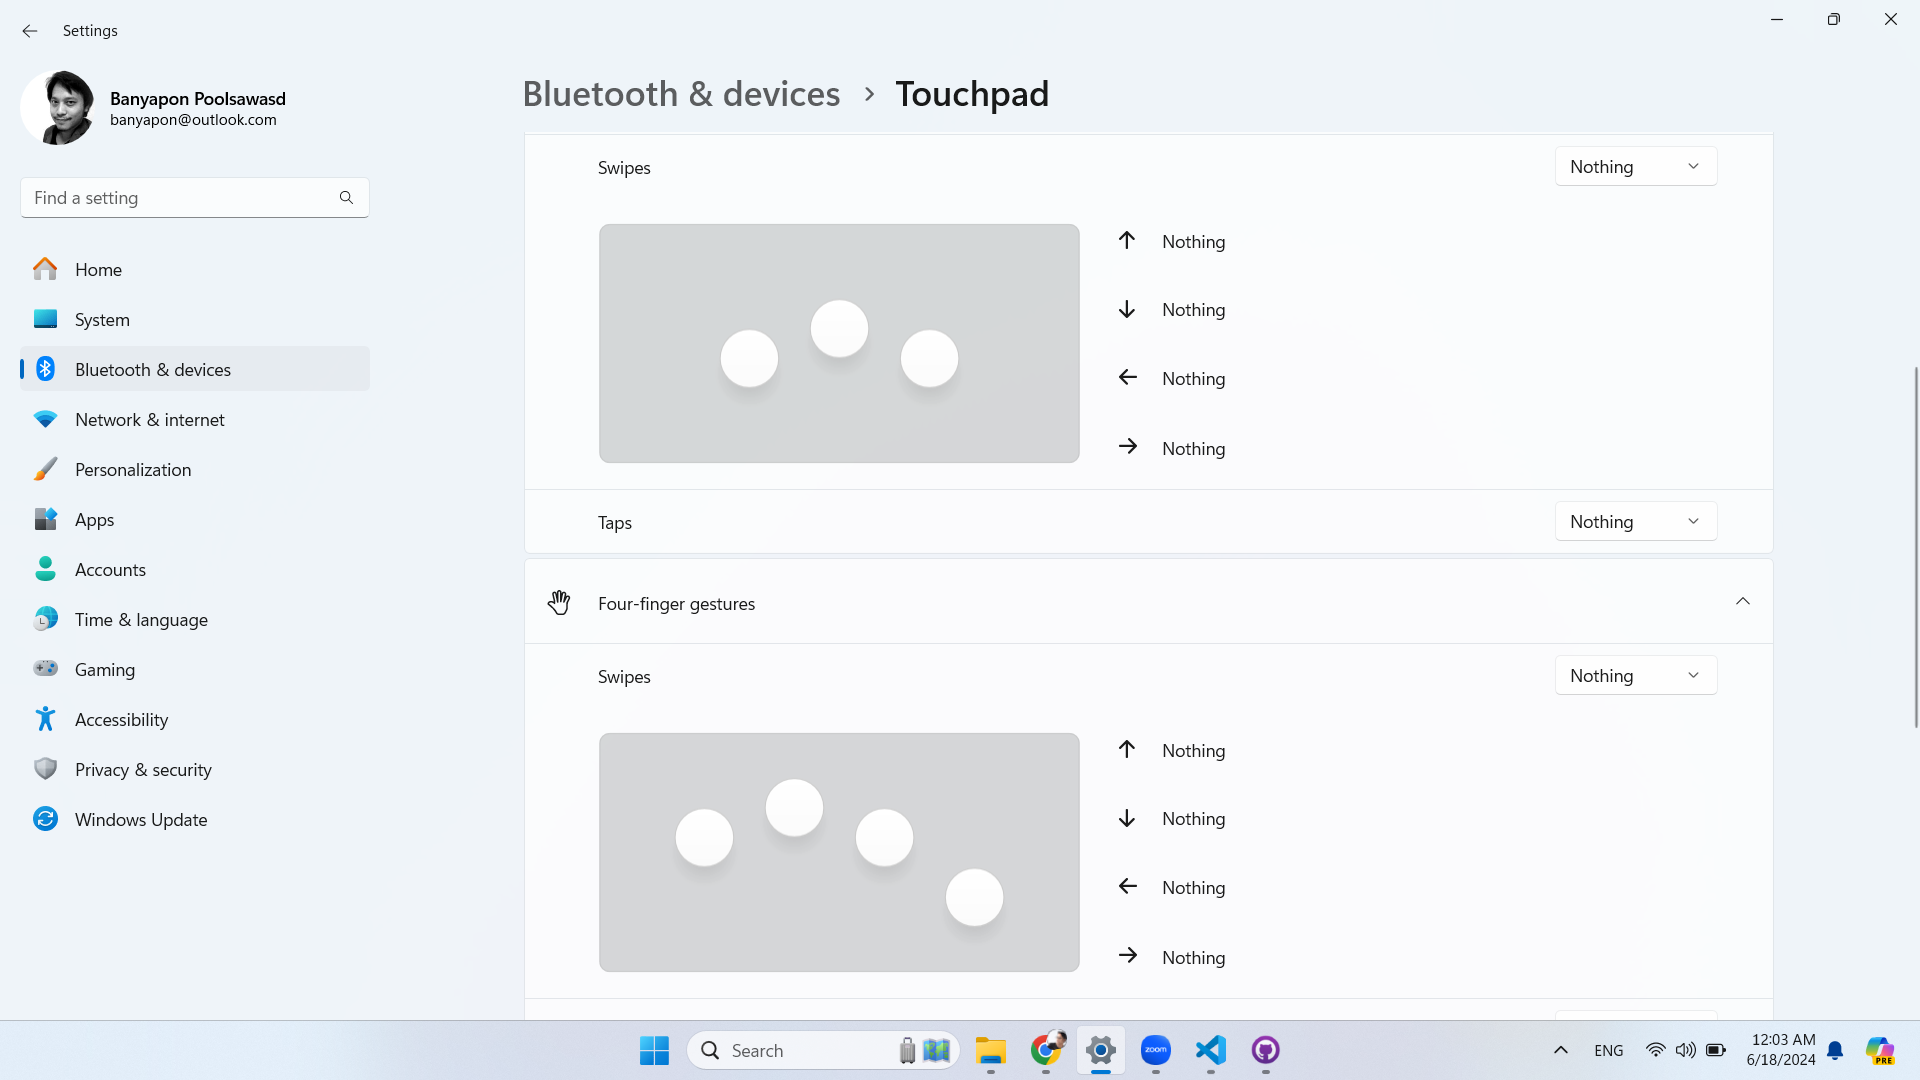 Settings
Banyapon Poolsawasd
banyapon@outlook.com
Find a setting
Home
System
Bluetooth & devices
Network & internet
Personalization
Apps
Accounts
Time & language
Gaming
Accessibility
Privacy & security
Windows Update
Bluetooth & devices > Touchpad
Swipes
Nothing
Nothing
Nothing
Nothing
Nothing
Taps
Nothing
Four-finger gestures
Swipes
Nothing
Nothing
Nothing
Nothing
Nothing
Search
zoom
ENG
12:03 AM
6/18/2024
PRE